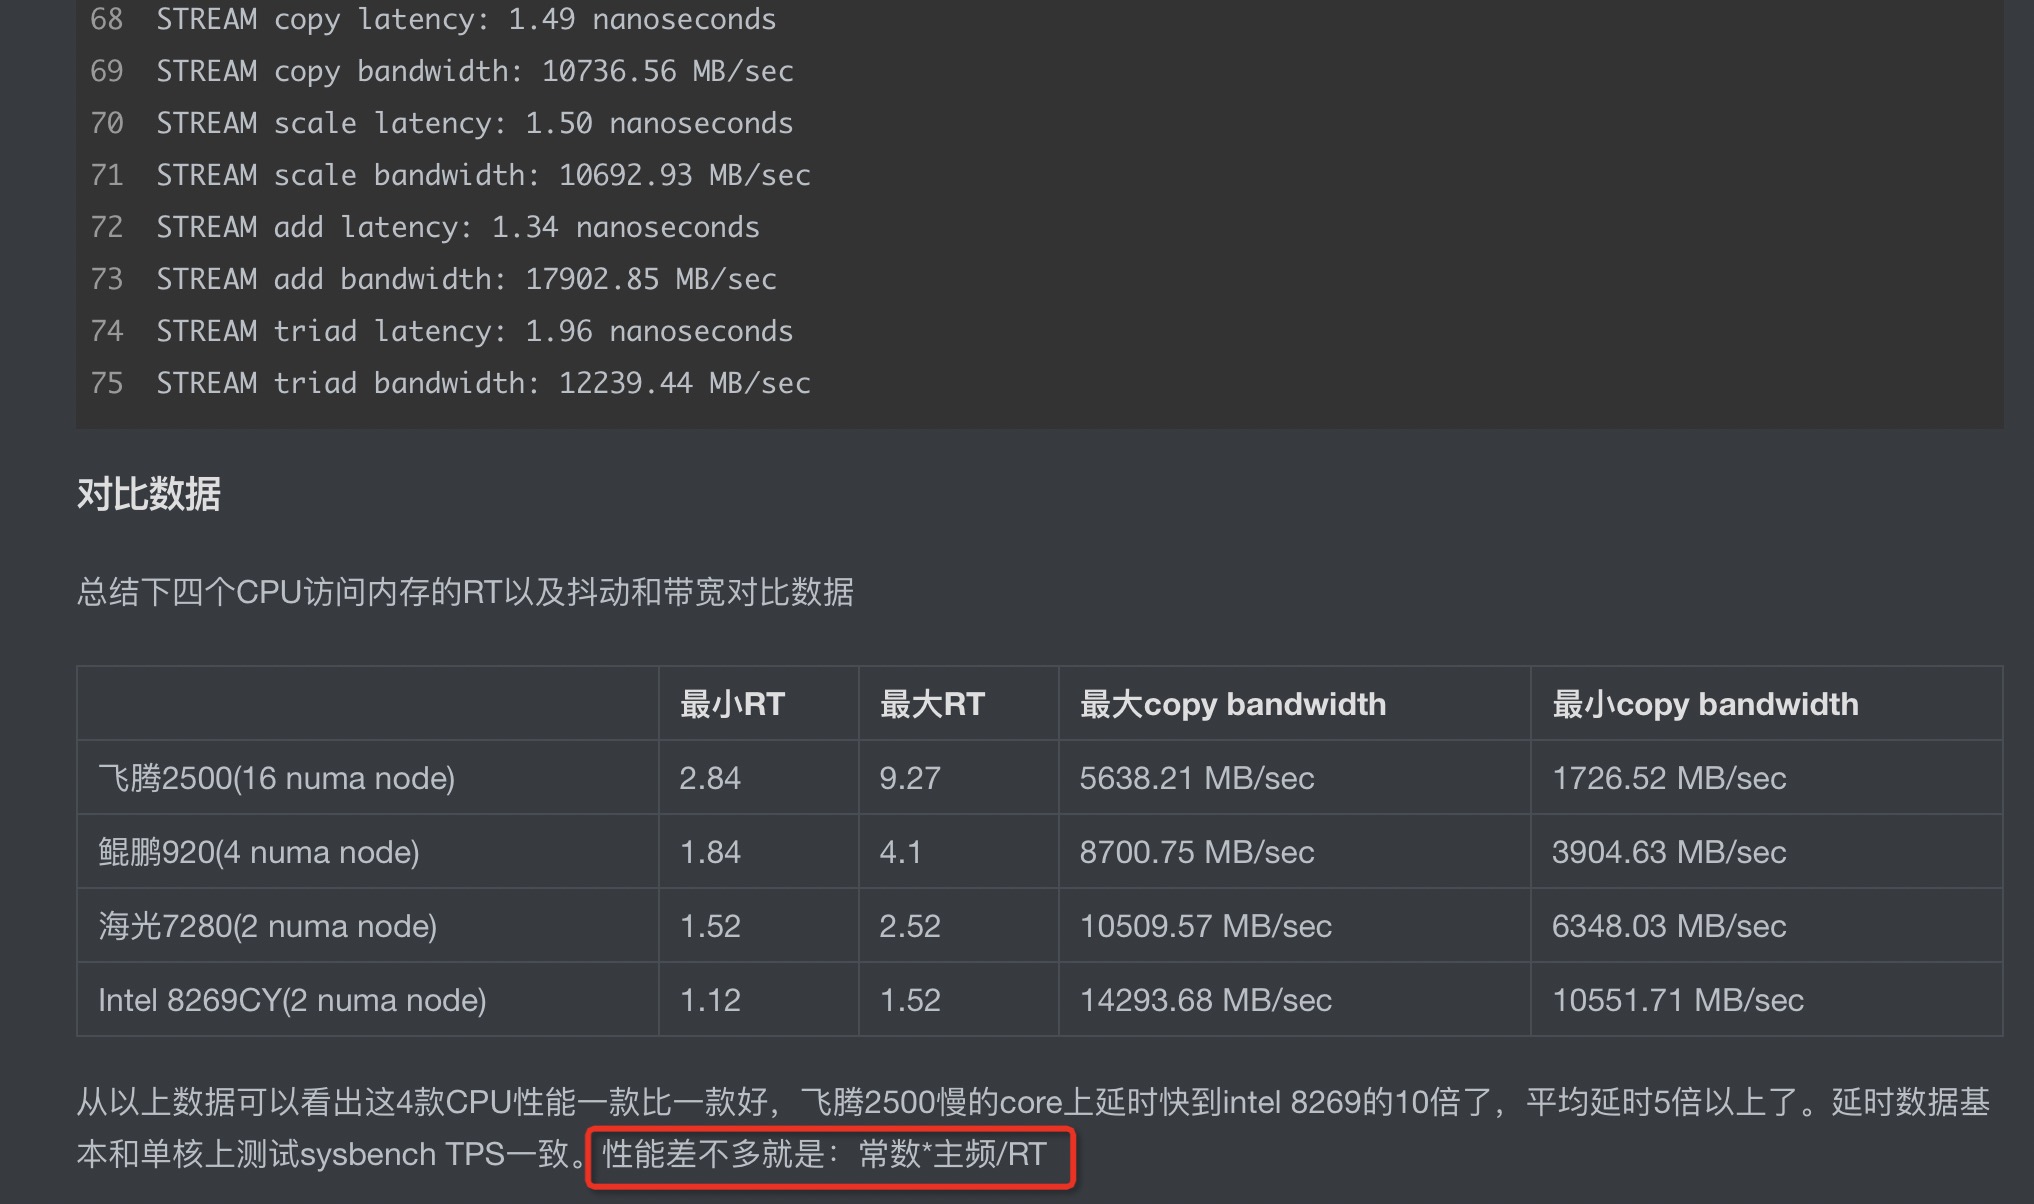 68 STREAM copy latency: 1.49 nanoseconds
69 STREAM copy bandwidth: 10736.56 MB/sec
70 STREAM scale latency: 1.50 nanoseconds
71 STREAM scale bandwidth: 10692.93 MB/sec
72 STREAM add latency: 1.34 nanoseconds
73 STREAM add bandwidth: 17902.85 MB/sec
74 STREAM triad latency: 1.96 nanoseconds
75 STREAM triad bandwidth: 12239.44 MB/sec
对比数据
总结下四个CPU访问内存的RT以及抖动和带宽对比数据
最小RT 最大RT 最大copy bandwidth 最小copy bandwidth
飞腾2500(16 numa node) 2.84 9.27 5638.21 MB/sec 1726.52 MB/sec
鲲鹏920(4 numa node) 1.84 4.1 8700.75 MB/sec 3904.63 MB/sec
海光7280(2 numa node) 1.52 2.52 10509.57 MB/sec 6348.03 MB/sec
Intel 8269CY(2 numa node) 1.12 1.52 14293.68 MB/sec 10551.71 MB/sec
从以上数据可以看出这4款CPU性能一款比一款好，飞腾2500慢的core上延时快到intel 8269的10倍了，平均延时5倍以上了。延时数据基
本和单核上测试sysbench TPS一致。性能差不多就是：常数*主频/RT